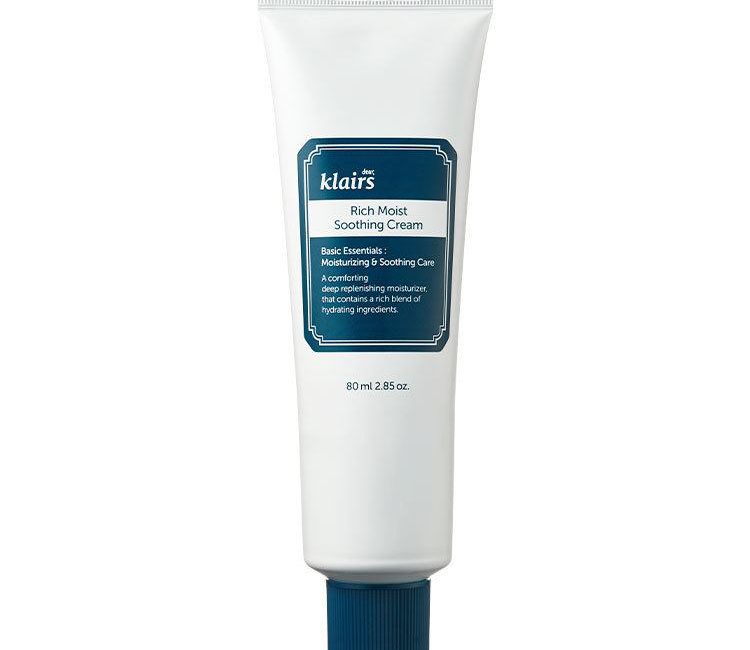 dear,
klairs
Rich Moist
Soothing Cream
Basic Essentials :
Moisturizing & Soothing Care
A comforting
deep replenishing moisturizer,
that contains a rich blend of
hydrating ingredients.
80 ml 2.85 oz.